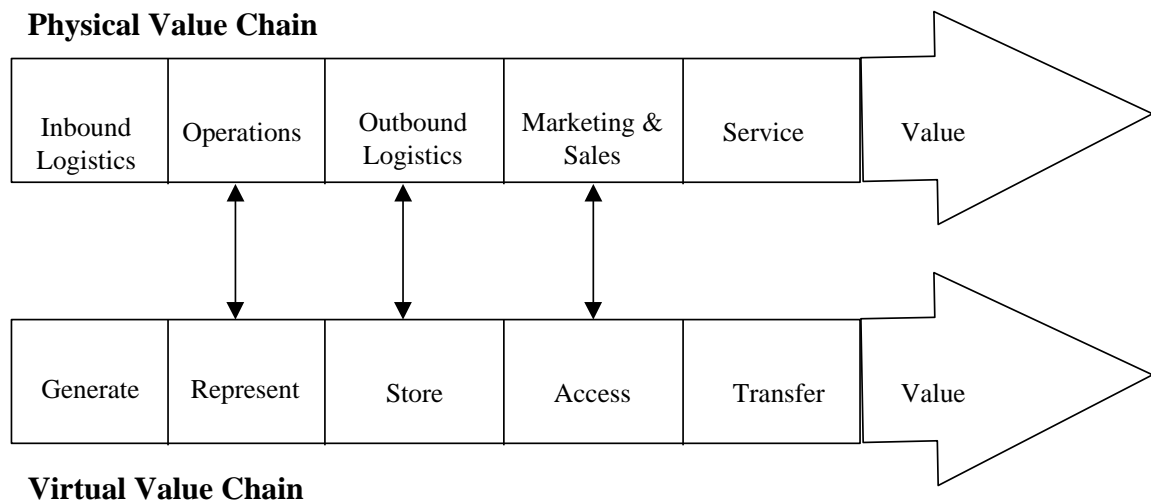 Physical Value Chain
Inbound
Logistics
Operations
Outbound
Logistics
Marketing &
Sales
Service
Value
Generate
Represent
Store
Access
Transfer
Value
Virtual Value Chain